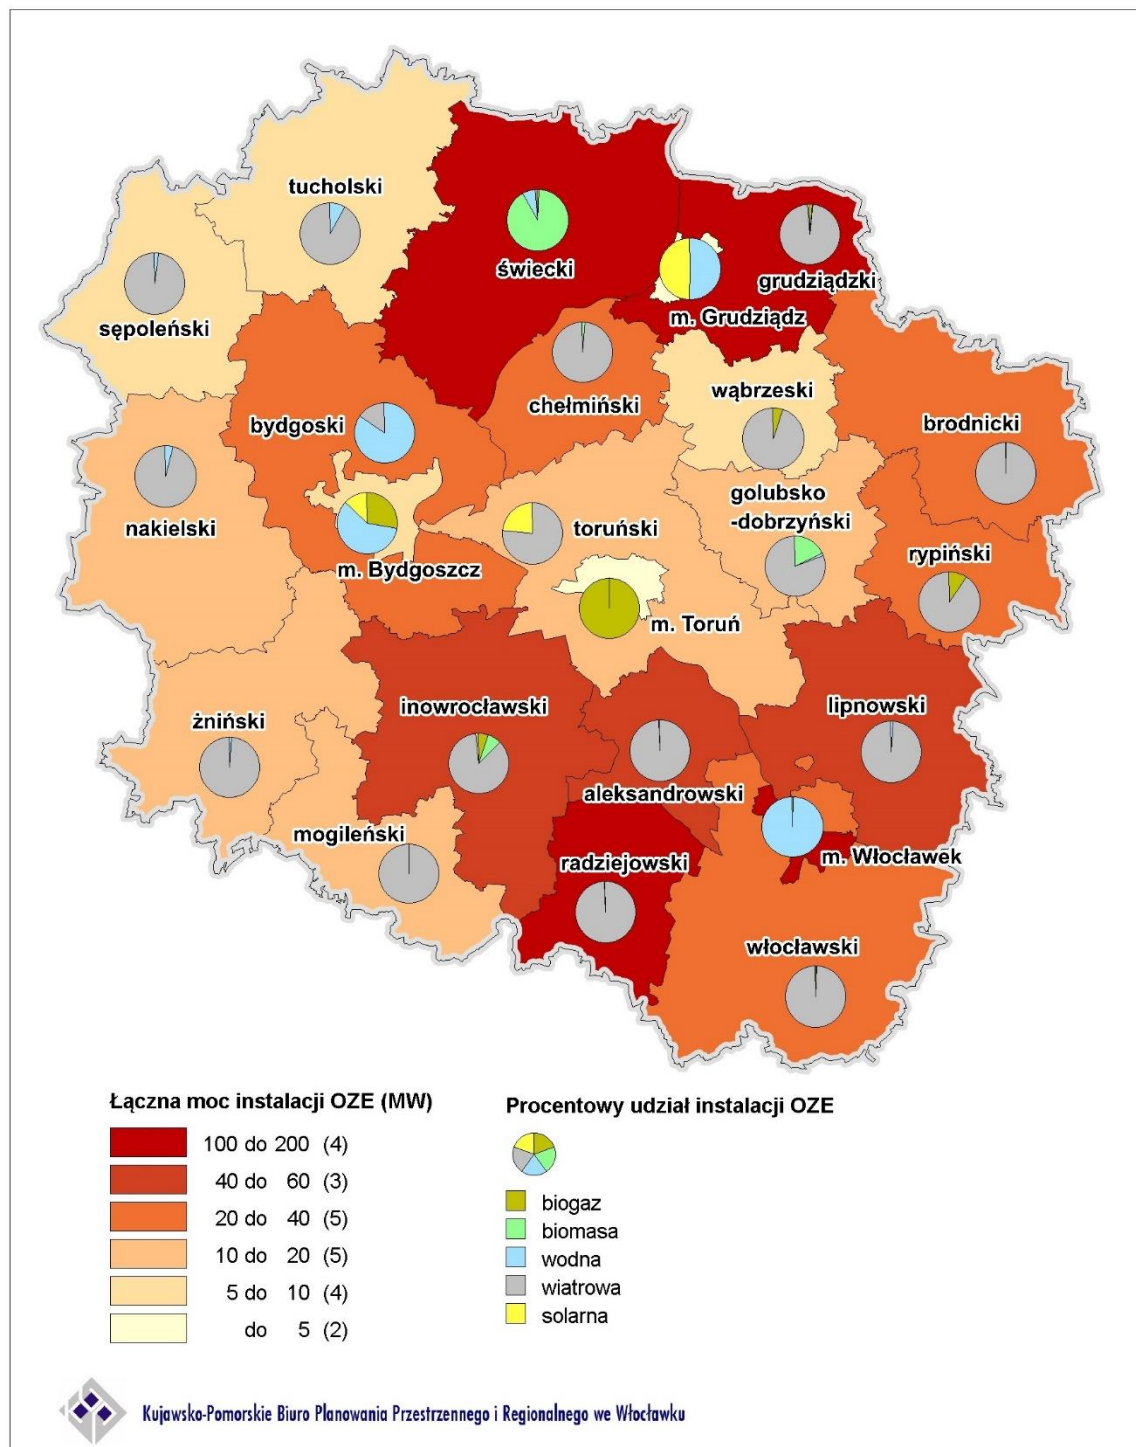 tucholski
świecki
grudziądzki
sępoleński
m. Grudziądz
wąbrzeski
chełmiński
bydgoski
brodnicki
golubsko
-dobrzyński
nakielski
toruński
rypiński
m. Bydgoszcz
m. Toruń
inowrocławski
lipnowski
żniński
aleksandrowski
mogileński
radziejowski
m. Włocławek
włocławski
Łączna moc instalacji OZE (MW)
100 do 200 (4)
40 do 60 (3)
20 do 40 (5)
10 do 20 (5)
5 do 10 (4)
do 5 (2)
Procentowy udział instalacji OZE
biogaz
biomasa
wodna
wiatrowa
solarna
Kujawsko-Pomorskie Biuro Planowania Przestrzennego i Regionalnego we Włocławku